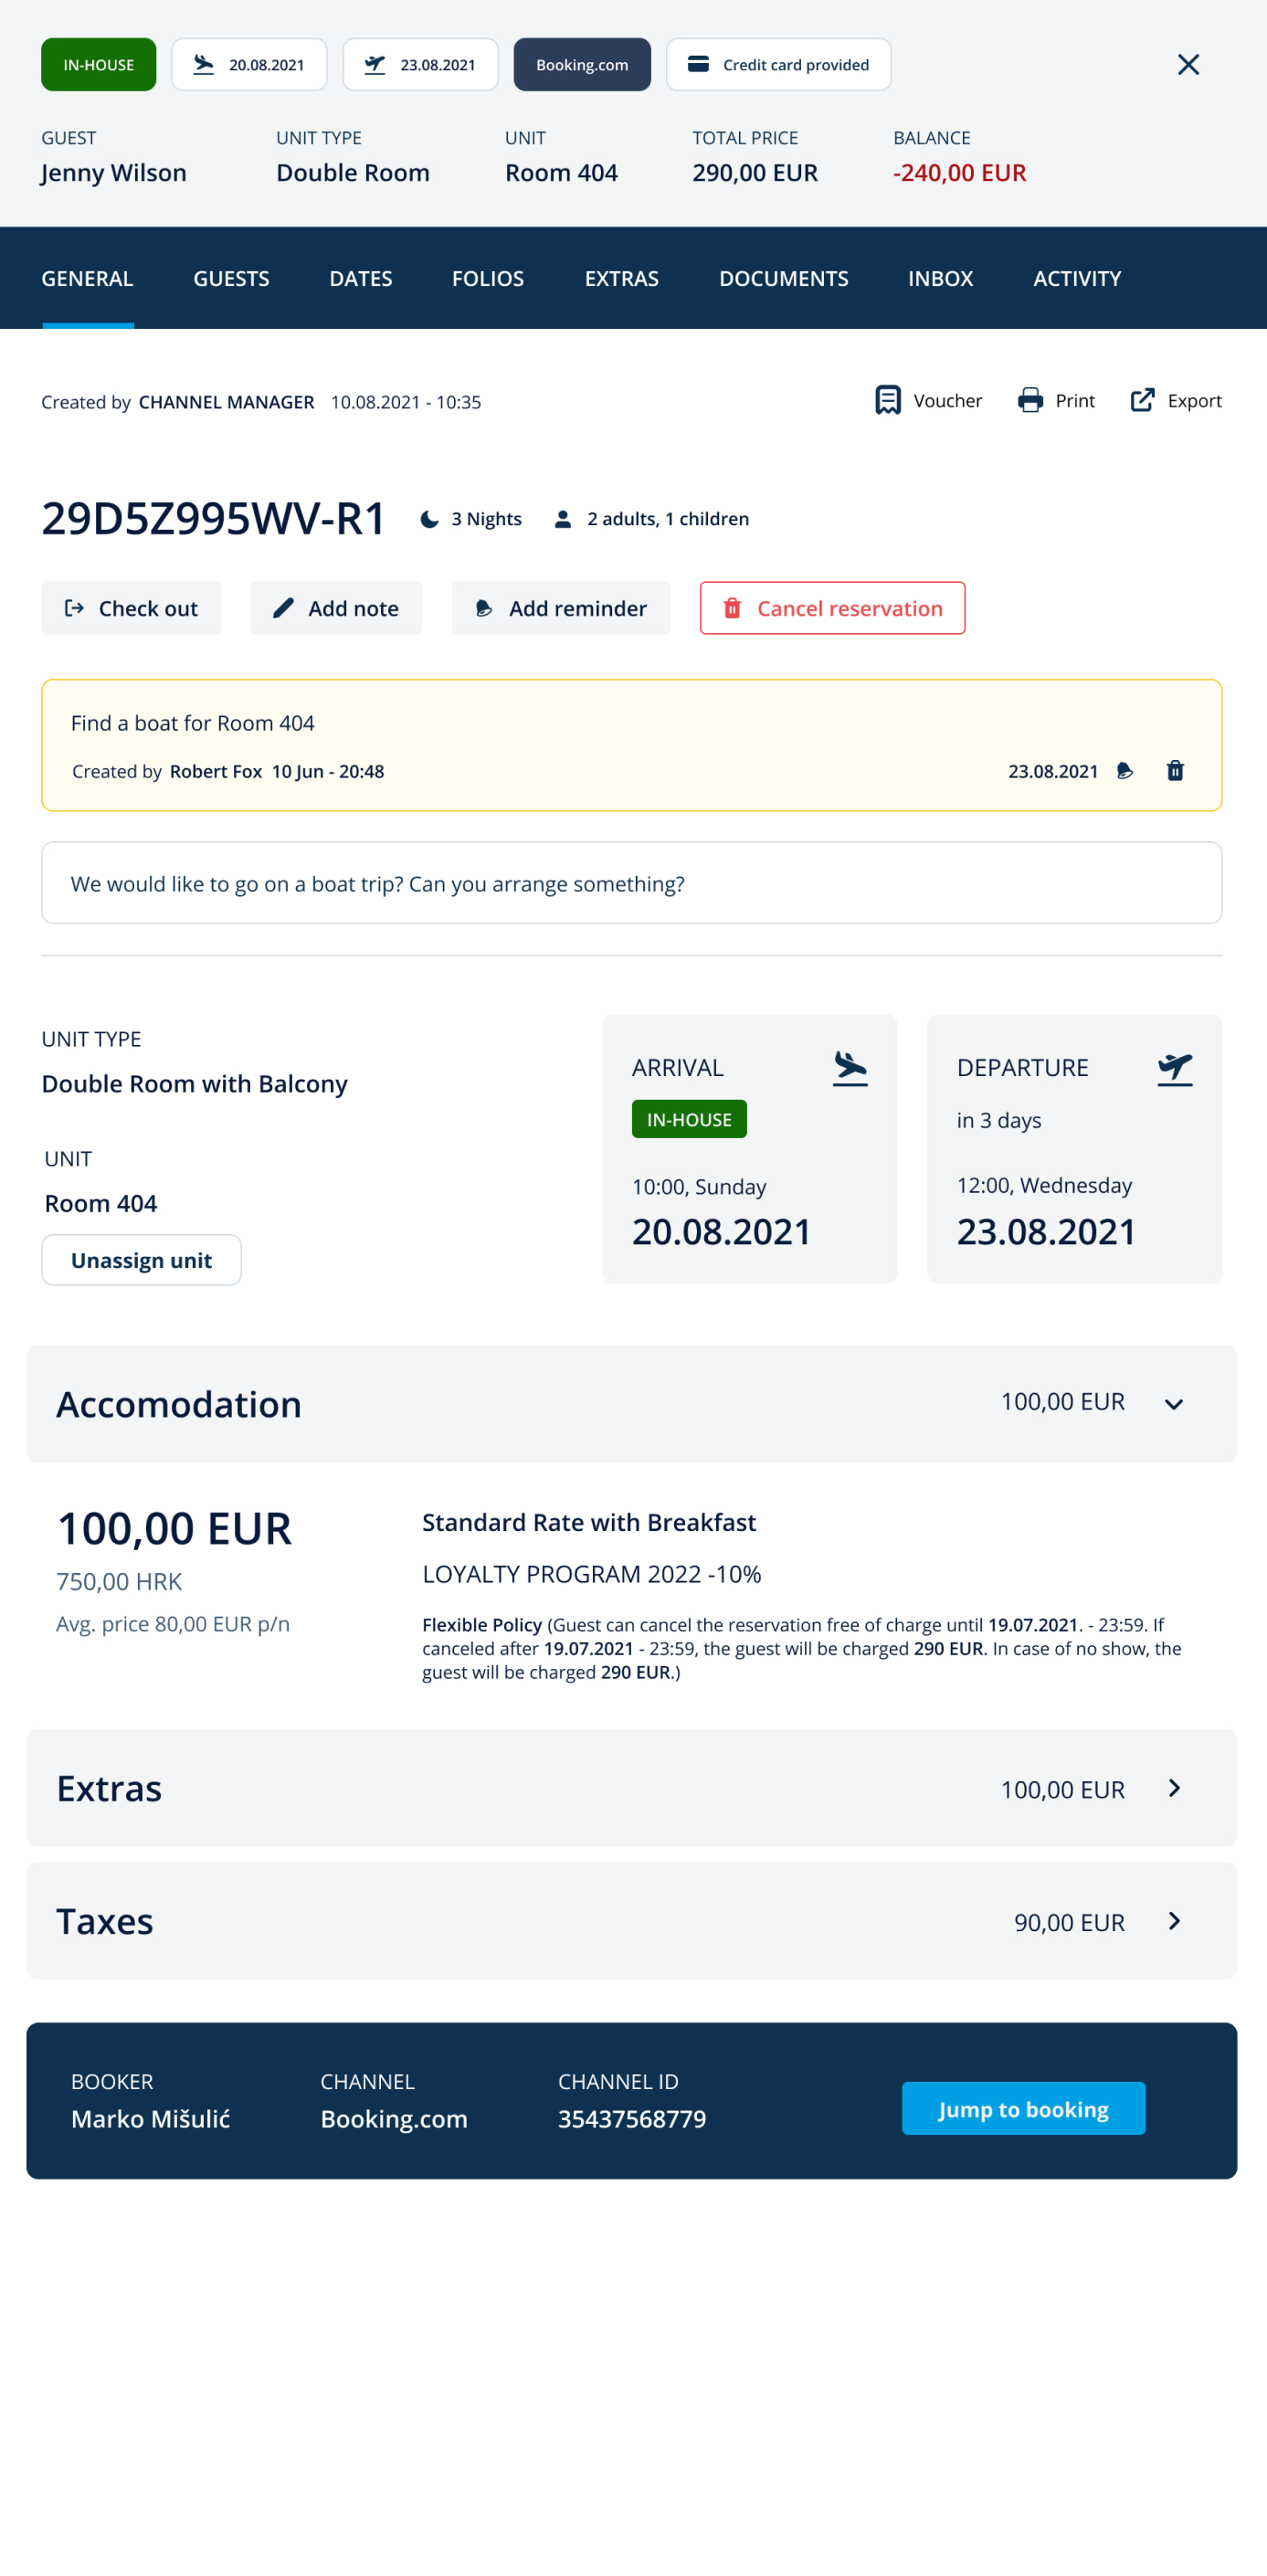 IN-HOUSE 20.08.2021 23.08.2021 Booking.com Credit card provided
GUEST UNIT TYPE UNIT TOTAL PRICE BALANCE
Jenny Wilson Double Room Room 404 290,00 EUR -240,00 EUR
GENERAL GUESTS DATES FOLIOS EXTRAS DOCUMENTS INBOX ACTIVITY
Created by CHANNEL MANAGER 10.08.2021 - 10:35 Voucher Print Export
29D5Z995WV-R1 3 Nights 2 adults, 1 children
Check out Add note Add reminder Cancel reservation
Find a boat for Room 404
Created by Robert Fox 10 Jun - 20:48 23.08.2021
We would like to go on a boat trip? Can you arrange something?
UNIT TYPE
Double Room with Balcony
UNIT
Room 404
Unassign unit
ARRIVAL
IN-HOUSE
10:00, Sunday
20.08.2021
DEPARTURE
in 3 days
12:00, Wednesday
23.08.2021
Accomodation 100,00 EUR
100,00 EUR
750,00 HRK
Avg. price 80,00 EUR p/n
Standard Rate with Breakfast
LOYALTY PROGRAM 2022 -10%
Flexible Policy (Guest can cancel the reservation free of charge until 19.07.2021. - 23:59. If
canceled after 19.07.2021 - 23:59, the guest will be charged 290 EUR. In case of no show, the
guest will be charged 290 EUR.)
Extras 100,00 EUR
Taxes 90,00 EUR
BOOKER CHANNEL CHANNEL ID
Marko Mišulić Booking.com 35437568779
Jump to booking